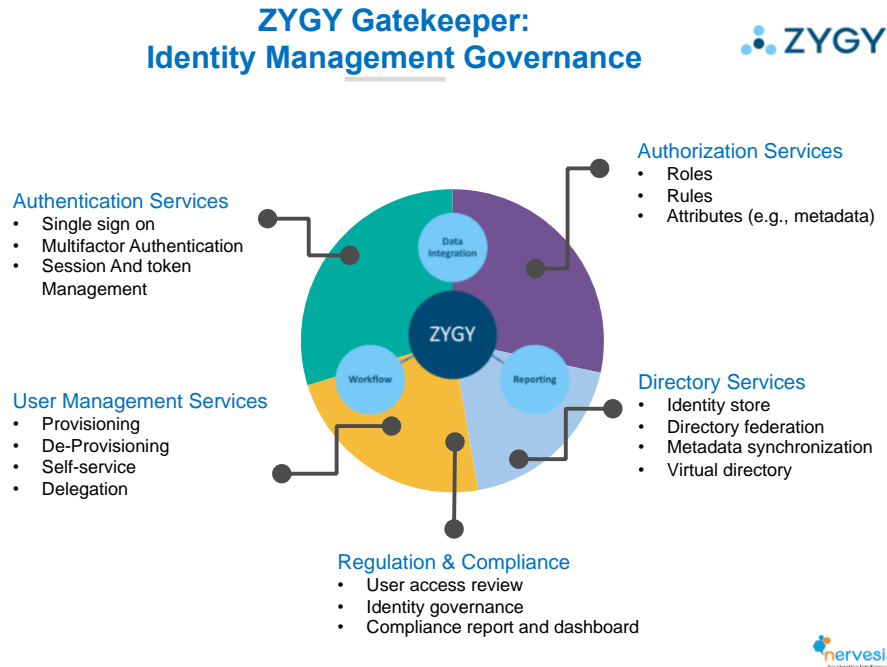 ZYGY Gatekeeper:
Identity Management Governance
ZYGY
Authentication Services
• Single sign on
• Multifactor Authentication
• Session And token
Management
Authorization Services
• Roles
• Rules
• Attributes (e.g., metadata)
Data
Integration
ZYGY
Workflow
Reporting
User Management Services
• Provisioning
• De-Provisioning
• Self-service
• Delegation
Directory Services
• Identity store
• Directory federation
• Metadata synchronization
• Virtual directory
Regulation & Compliance
• User access review
• Identity governance
• Compliance report and dashboard
nervesi